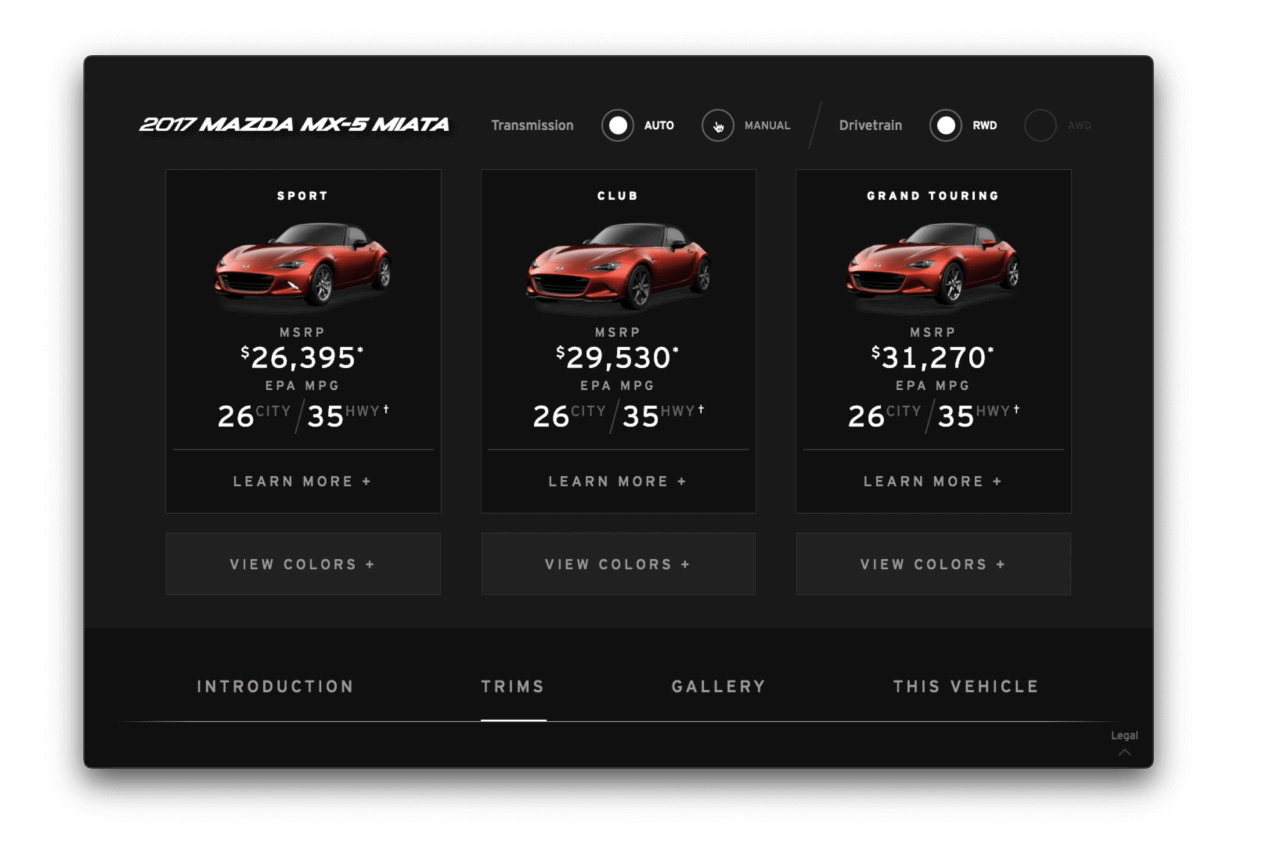 2017 MAZDA MX-5 MIATA
Transmission AUTO MANUAL Drivetrain RWD AWD
SPORT
MSRP
$26,395*
EPA MPG
26 CITY / 35 HWY †
LEARN MORE +
VIEW COLORS +
CLUB
MSRP
$29,530*
EPA MPG
26 CITY / 35 HWY †
LEARN MORE +
VIEW COLORS +
GRAND TOURING
MSRP
$31,270*
EPA MPG
26 CITY / 35 HWY †
LEARN MORE +
VIEW COLORS +
INTRODUCTION TRIMS GALLERY THIS VEHICLE
Legal